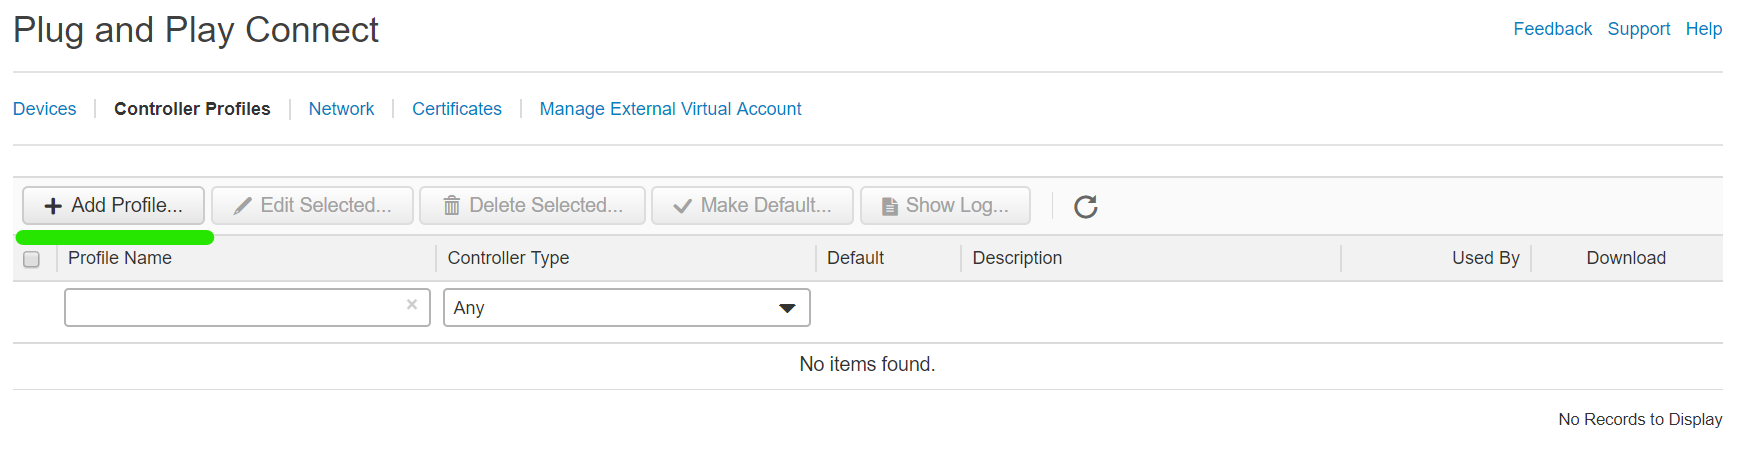 Plug and Play Connect
Feedback Support Help
Devices Controller Profiles Network Certificates Manage External Virtual Account
Add Profile... Edit Selected... Delete Selected... Make Default... Show Log...
Profile Name Controller Type Default Description Used By Download
Any
No items found.
No Records to Display